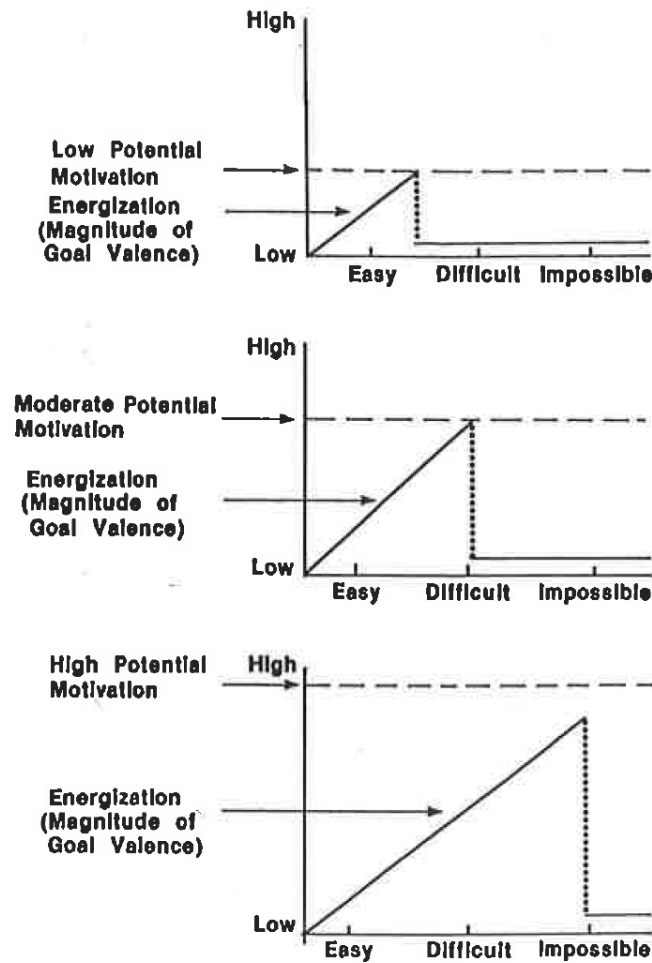 High
Low Potential
Motivation
Energization
(Magnitude of
Goal Valence)
Low
Easy Difficult Impossible
High
Moderate Potential
Motivation
Energization
(Magnitude of
Goal Valence)
Low
Easy Difficult Impossible
High Potential
Motivation
High
Energization
(Magnitude of
Goal Valence)
Low
Easy Difficult Impossible